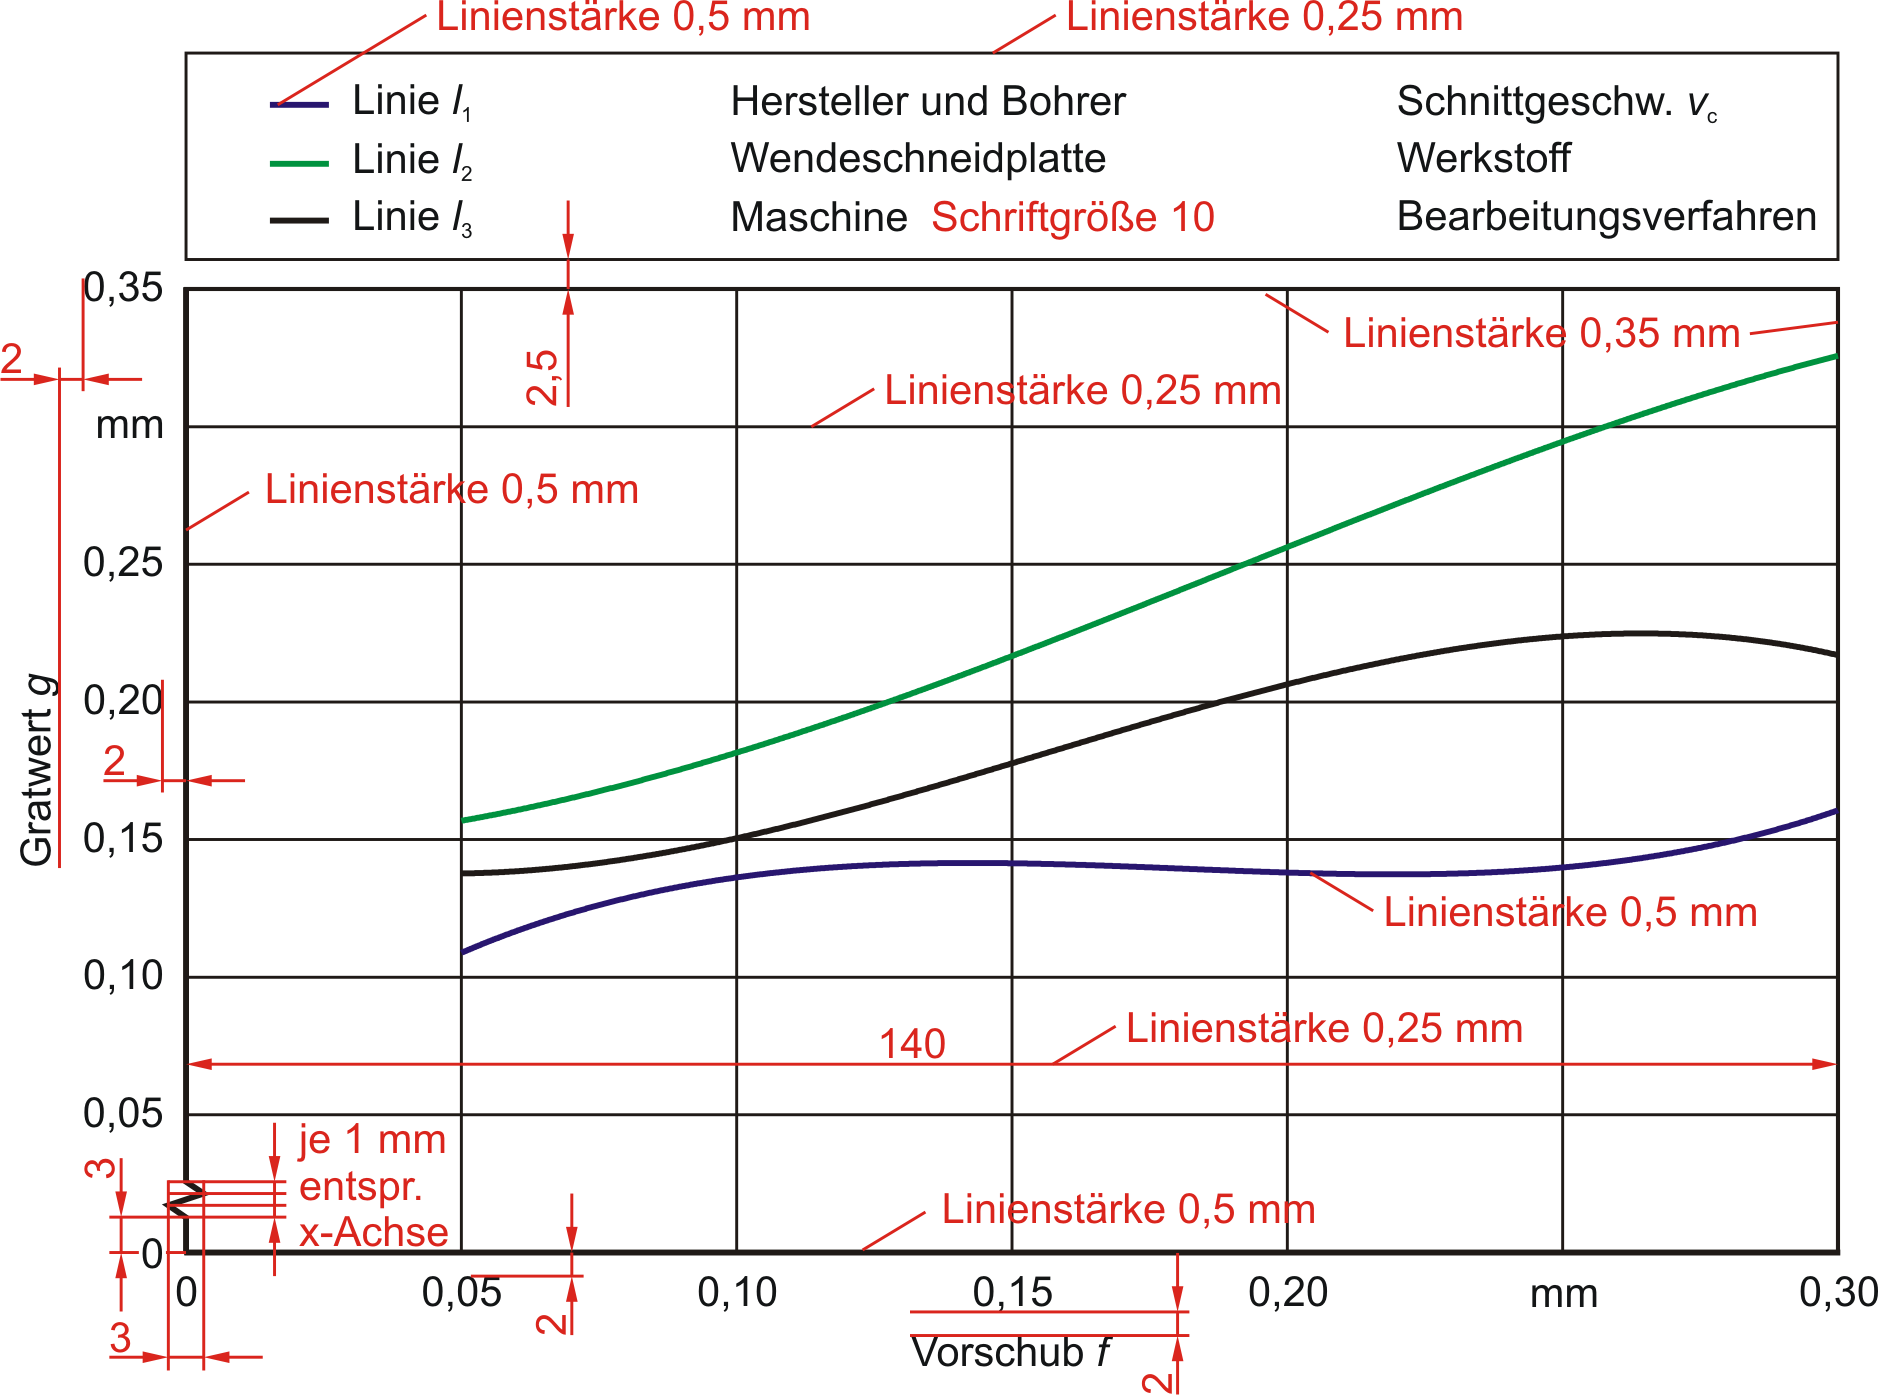 Linienstärke 0,5 mm
Linienstärke 0,25 mm
Linie l1
Hersteller und Bohrer
Schnittgeschw. vc
Linie l2
Wendeschneidplatte
Werkstoff
Linie l3
Maschine Schriftgröße 10
Bearbeitungsverfahren
0,35
Linienstärke 0,35 mm
2
2,5
Linienstärke 0,25 mm
mm
Linienstärke 0,5 mm
0,25
Gratwert g
0,20
2
0,15
Linienstärke 0,5 mm
0,10
Linienstärke 0,25 mm
140
0,05
je 1 mm
entspr.
x-Achse
3
Linienstärke 0,5 mm
0
0
0,05
0,10
0,15
0,20
mm
0,30
3
2
Vorschub f
2